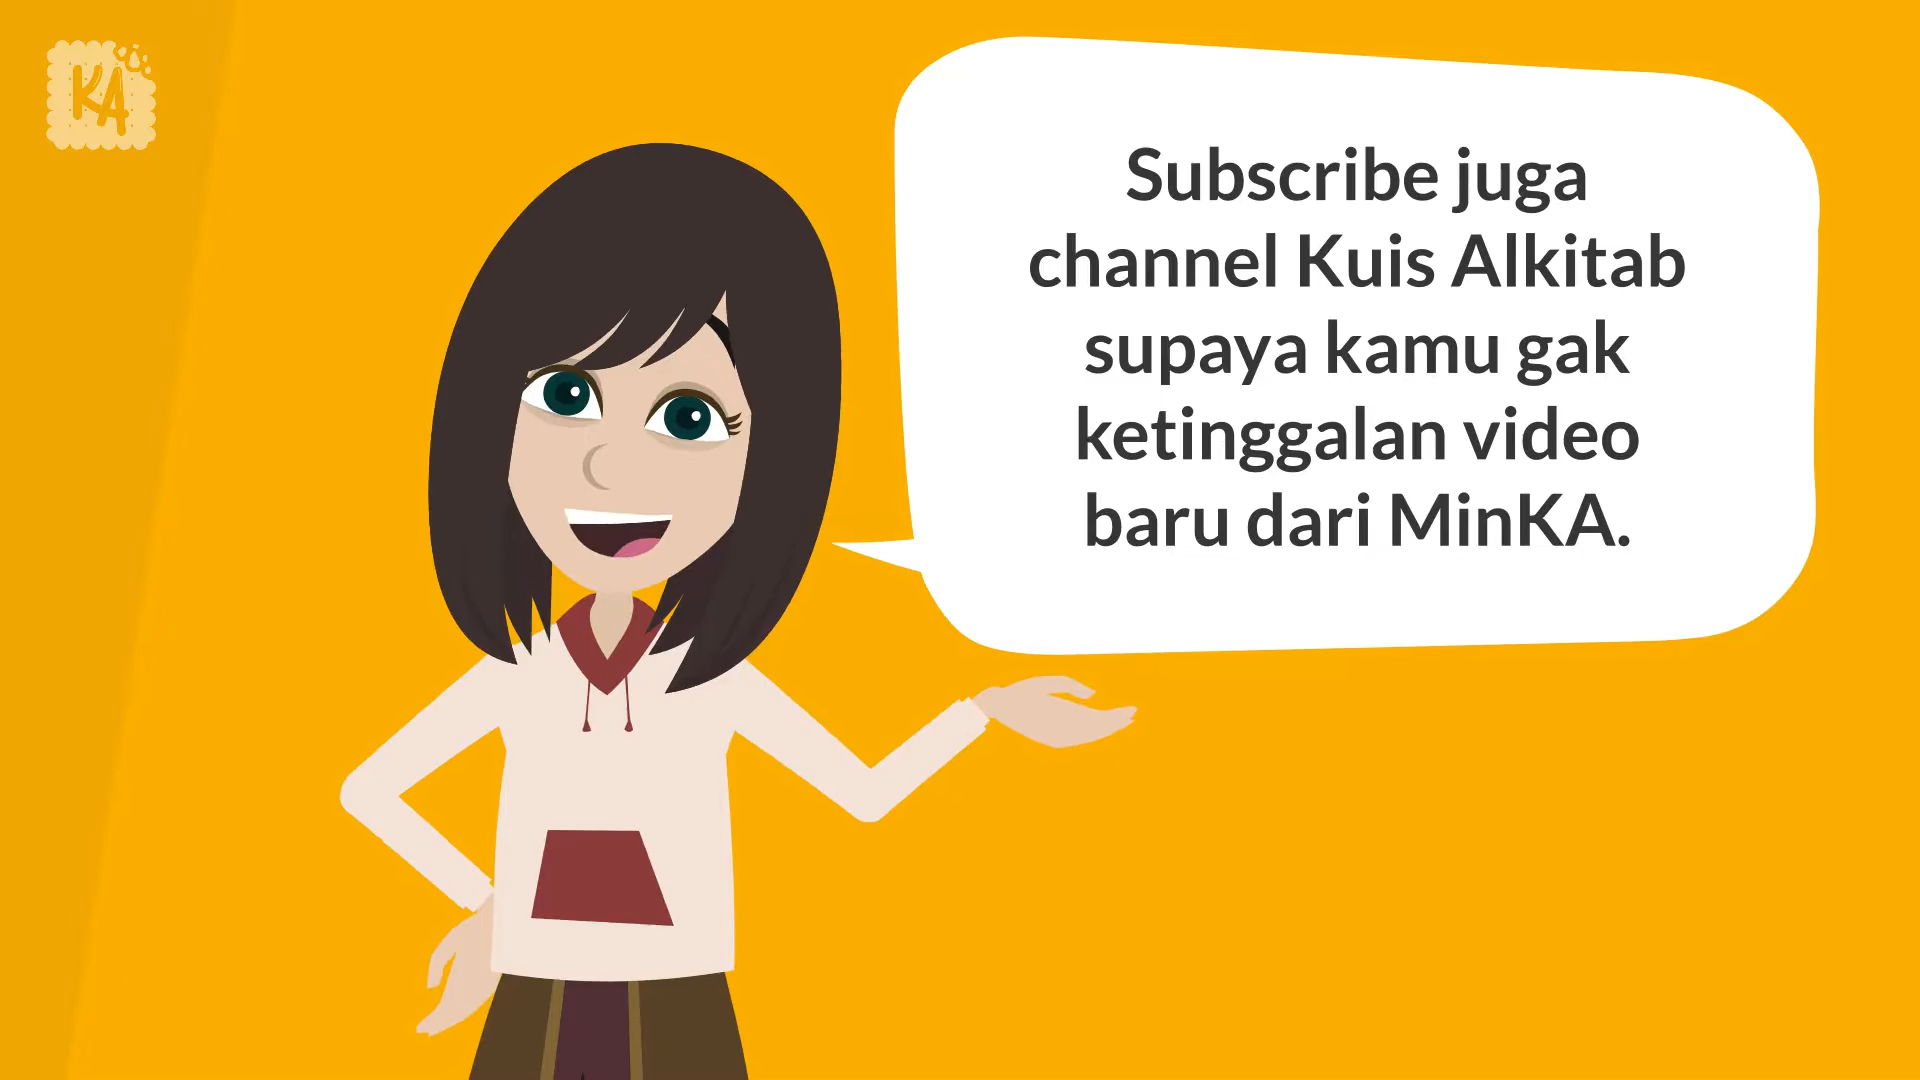 KA
Subscribe juga
channel Kuis Alkitab
supaya kamu gak
ketinggalan video
baru dari MinKA.